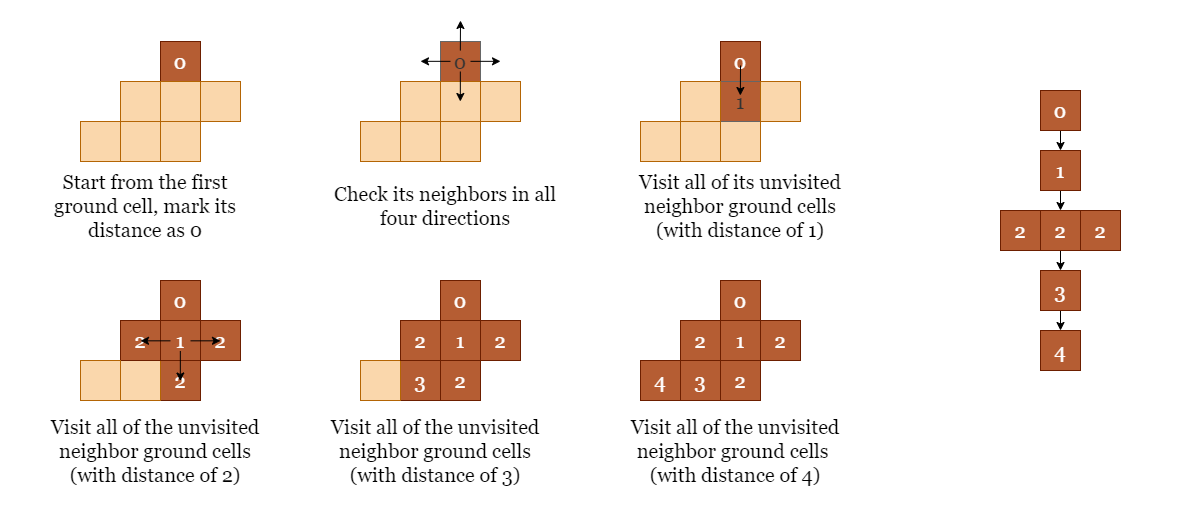 0
Start from the first
ground cell, mark its
distance as 0
0
Check its neighbors in all
four directions
0
1
Visit all of its unvisited
neighbor ground cells
(with distance of 1)
0
2 1 2
2
Visit all of the unvisited
neighbor ground cells
(with distance of 2)
0
2 1 2
3 2
Visit all of the unvisited
neighbor ground cells
(with distance of 3)
0
2 1 2
4 3 2
Visit all of the unvisited
neighbor ground cells
(with distance of 4)
0
1
2 2 2
3
4